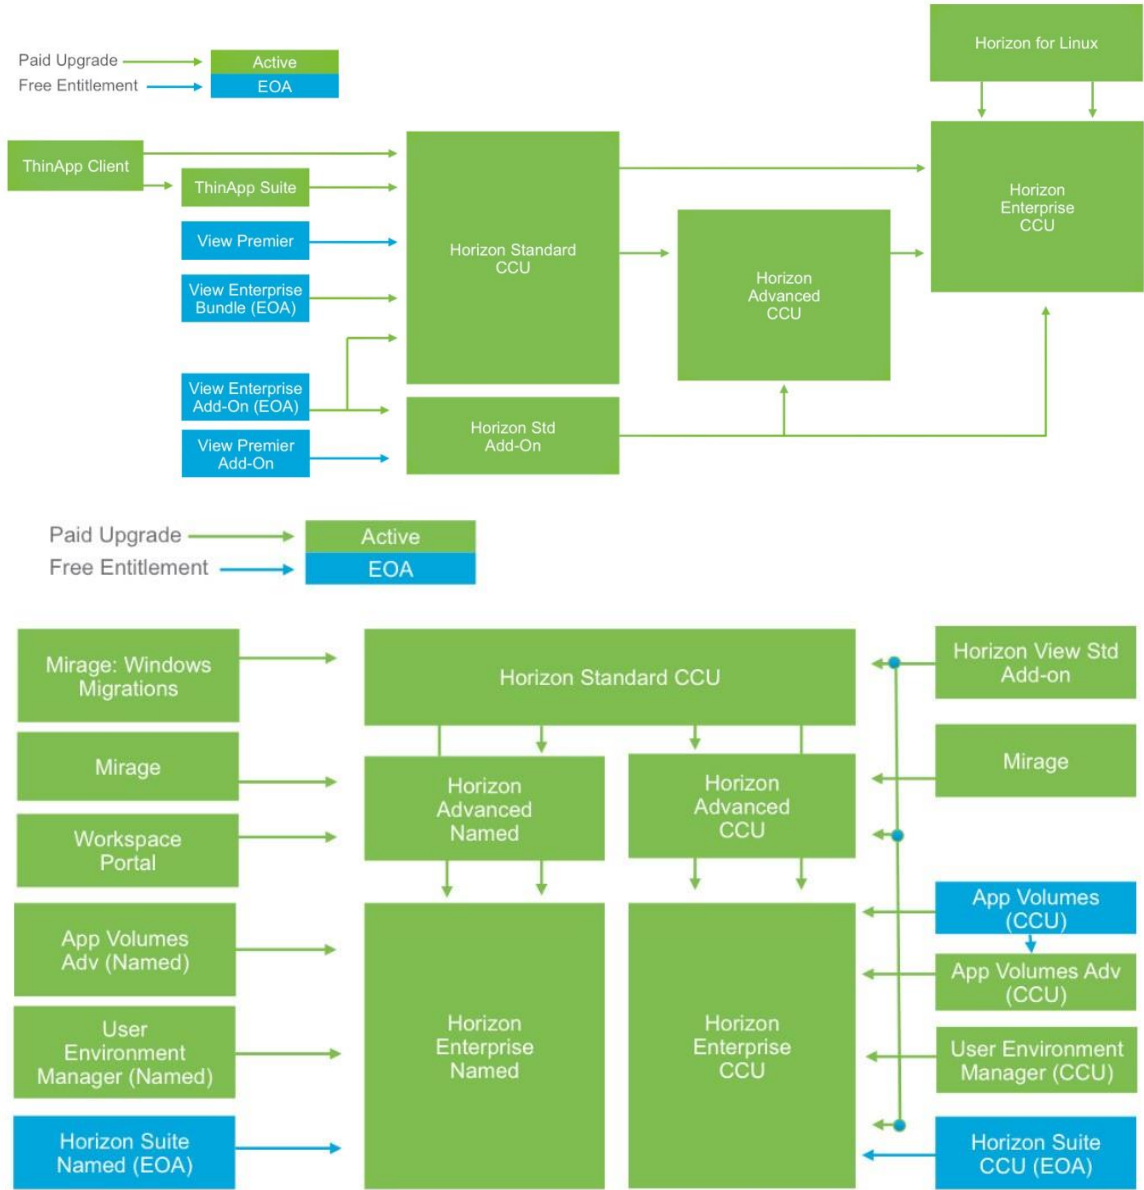 Horizon for Linux
Paid Upgrade
Active
Free Entitlement
EOA
ThinApp Client
ThinApp Suite
View Premier
View Enterprise
Bundle (EOA)
View Enterprise
Add-On (EOA)
View Premier
Add-On
Horizon Standard
CCU
Horizon Std
Add-On
Horizon
Advanced
CCU
Horizon
Enterprise
CCU
Paid Upgrade
Active
Free Entitlement
EOA
Mirage: Windows
Migrations
Mirage
Workspace
Portal
App Volumes
Adv (Named)
User
Environment
Manager (Named)
Horizon Suite
Named (EOA)
Horizon Standard CCU
Horizon
Advanced
Named
Horizon
Advanced
CCU
Horizon
Enterprise
Named
Horizon
Enterprise
CCU
Horizon View Std
Add-on
Mirage
App Volumes
(CCU)
App Volumes Adv
(CCU)
User Environment
Manager (CCU)
Horizon Suite
CCU (EOA)